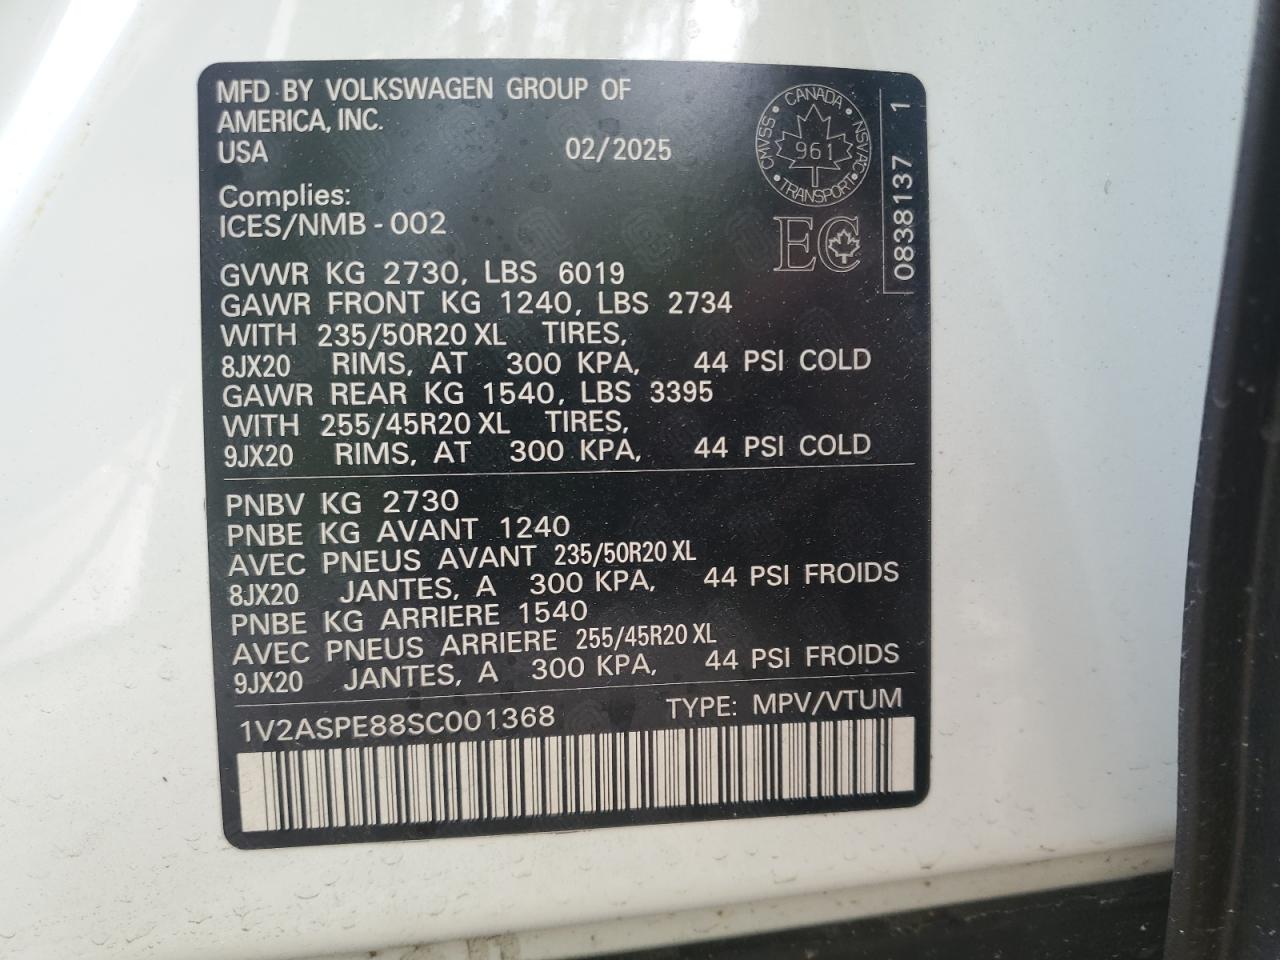 MFD BY VOLKSWAGEN GROUP OF
AMERICA, INC.
USA 02/2025
CANADA
CMVSS NSVAC
961
TRANSPORT
EC
0838137 1
Complies:
ICES/NMB - 002
GVWR KG 2730, LBS 6019
GAWR FRONT KG 1240, LBS 2734
WITH 235/50R20 XL TIRES,
8JX20 RIMS, AT 300 KPA, 44 PSI COLD
GAWR REAR KG 1540, LBS 3395
WITH 255/45R20 XL TIRES,
9JX20 RIMS, AT 300 KPA, 44 PSI COLD
PNBV KG 2730
PNBE KG AVANT 1240
AVEC PNEUS AVANT 235/50R20 XL
8JX20 JANTES, A 300 KPA, 44 PSI FROIDS
PNBE KG ARRIERE 1540
AVEC PNEUS ARRIERE 255/45R20 XL
9JX20 JANTES, A 300 KPA, 44 PSI FROIDS
1V2ASPE88SC001368 TYPE: MPV/VTUM